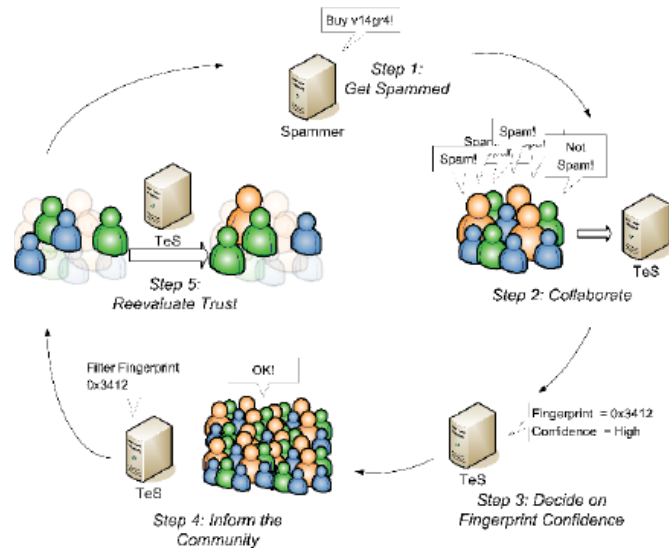 Buy v14gr4!
Step 1:
Get Spammed
Spammer
Spam!
Spam!
Spam!
Not
Spam!
TeS
Step 2: Collaborate
Fingerprint = 0x3412
Confidence = High
TeS
Step 3: Decide on
Fingerprint Confidence
OK!
Filter Fingerprint
0x3412
TeS
Step 4: Inform the
Community
TeS
Step 5:
Reevaluate Trust